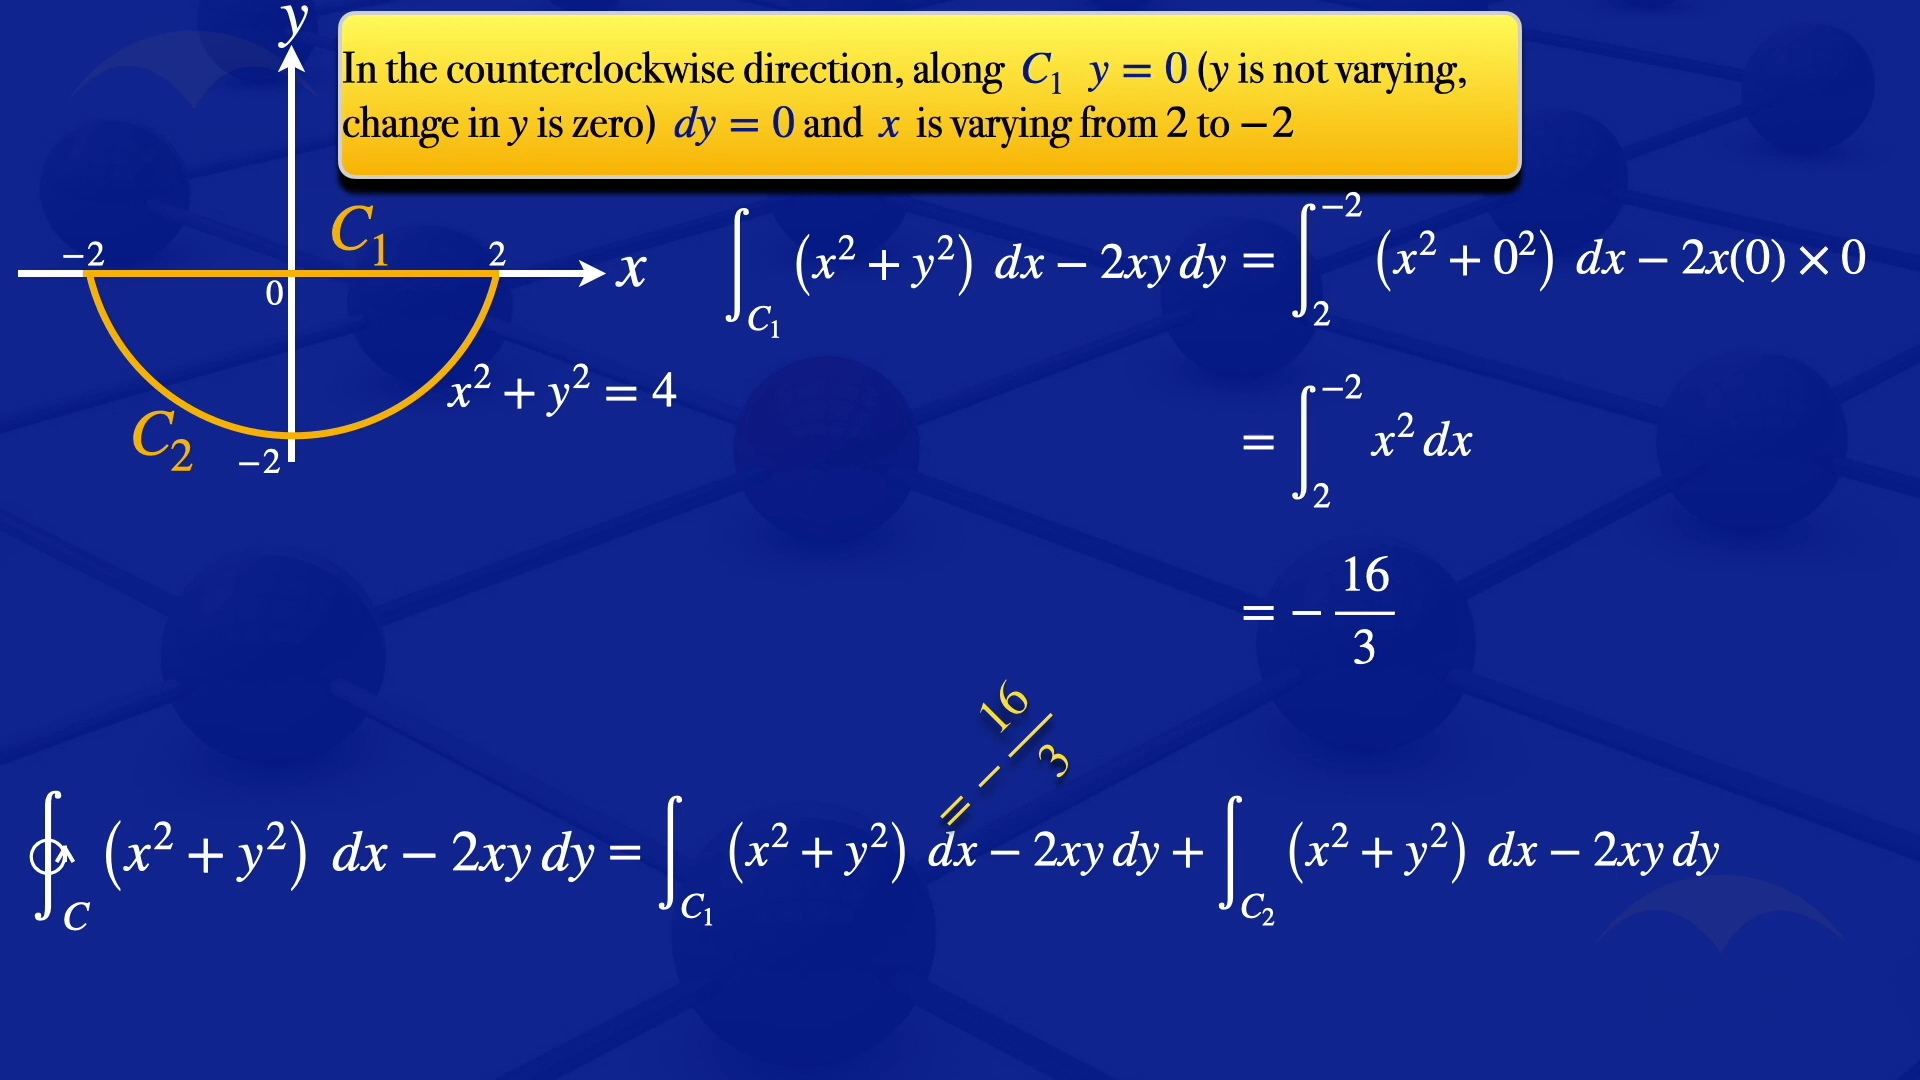 y
In the counterclockwise direction, along C₁ y = 0 (y is not varying,
change in y is zero) dy = 0 and x is varying from 2 to −2
C₁
−2
2
0
x
∫_{C₁} (x² + y²) dx − 2xy dy = ∫_{2}^{−2} (x² + 0²) dx − 2x(0) × 0
x² + y² = 4
= ∫_{2}^{−2} x² dx
C₂
−2
= − 16/3
= − 16/3
∮_C (x² + y²) dx − 2xy dy = ∫_{C₁} (x² + y²) dx − 2xy dy + ∫_{C₂} (x² + y²) dx − 2xy dy